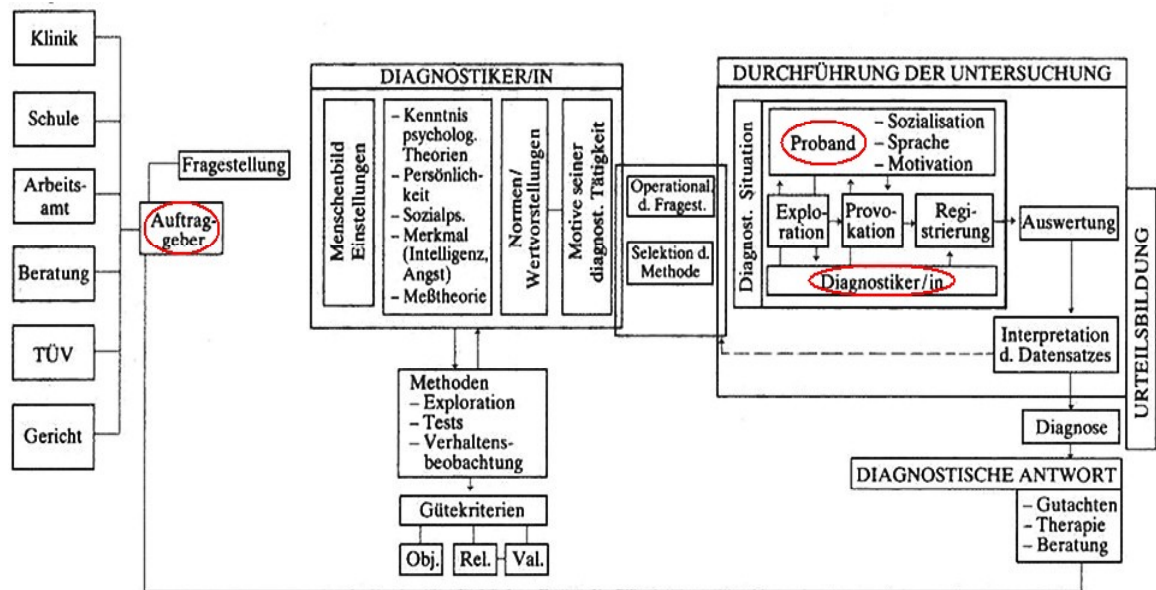 Klinik
Schule
Arbeits-
amt
Beratung
TÜV
Gericht
Fragestellung
Auftrag-
geber
DIAGNOSTIKER/IN
Menschenbild
Einstellungen
– Kenntnis
psycholog.
Theorien
– Persönlich-
keit
– Sozialps.
– Merkmal
(Intelligenz,
Angst)
– Meßtheorie
Normen/
Wertvorstellungen
Motive seiner
diagnost. Tätigkeit
Methoden
– Exploration
– Tests
– Verhaltens-
beobachtung
Gütekriterien
Obj.
Rel.
Val.
Operational.
d. Fragest.
Selektion d.
Methode
DURCHFÜHRUNG DER UNTERSUCHUNG
Diagnost. Situation
Proband
– Sozialisation
– Sprache
– Motivation
Explo-
ration
Provo-
kation
Regi-
strierung
Diagnostiker/in
Auswertung
Interpretation
d. Datensatzes
URTEILSBILDUNG
Diagnose
DIAGNOSTISCHE ANTWORT
– Gutachten
– Therapie
– Beratung